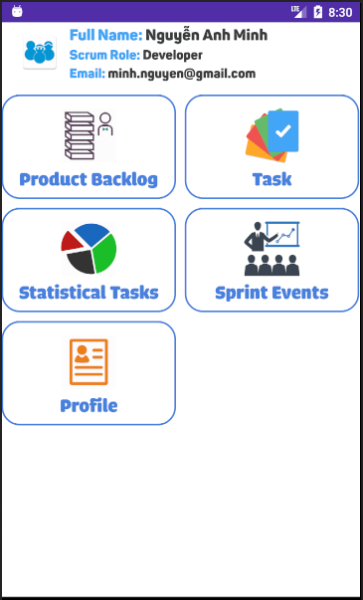 LTE 8:30
Full Name: Nguyễn Anh Minh
Scrum Role: Developer
Email: minh.nguyen@gmail.com
Product Backlog
Task
Statistical Tasks
Sprint Events
Profile